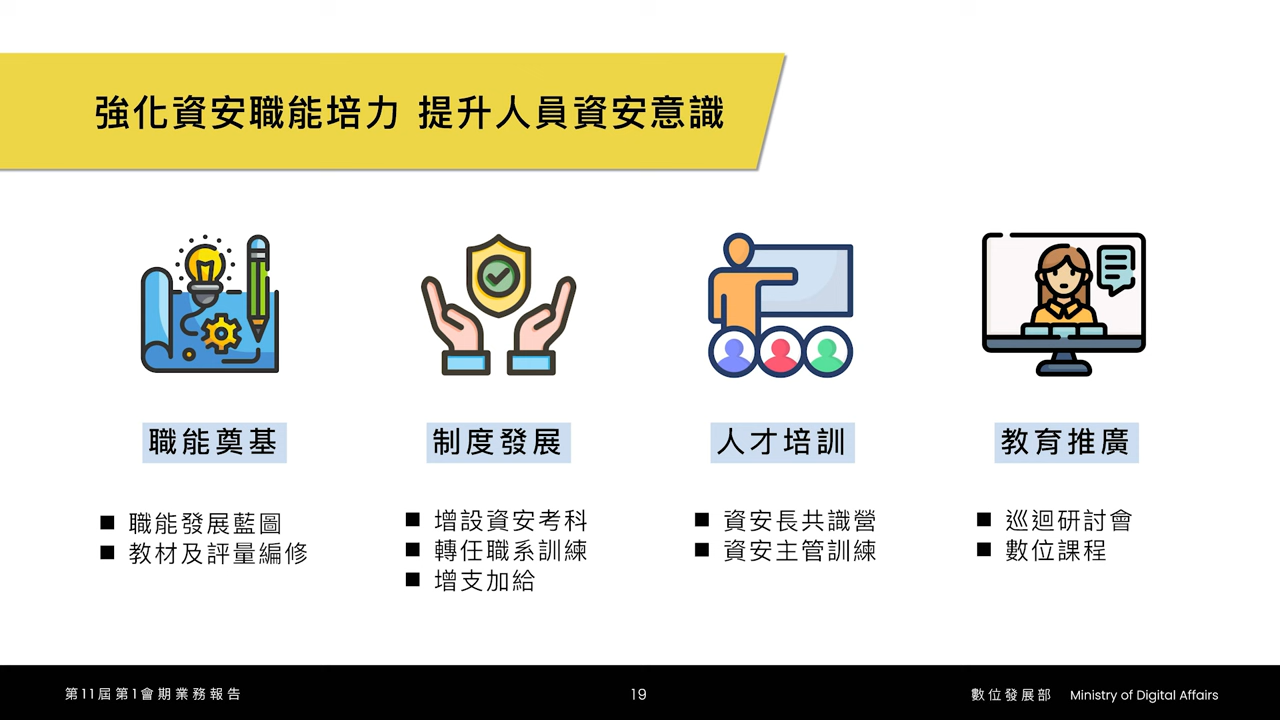 強化資安職能培力 提升人員資安意識
職能奠基
■ 職能發展藍圖
■ 教材及評量編修
制度發展
■ 增設資安考科
■ 轉任職系訓練
■ 增支加給
人才培訓
■ 資安長共識營
■ 資安主管訓練
教育推廣
■ 巡迴研討會
■ 數位課程
第11屆第1會期業務報告
19
數位發展部 Ministry of Digital Affairs